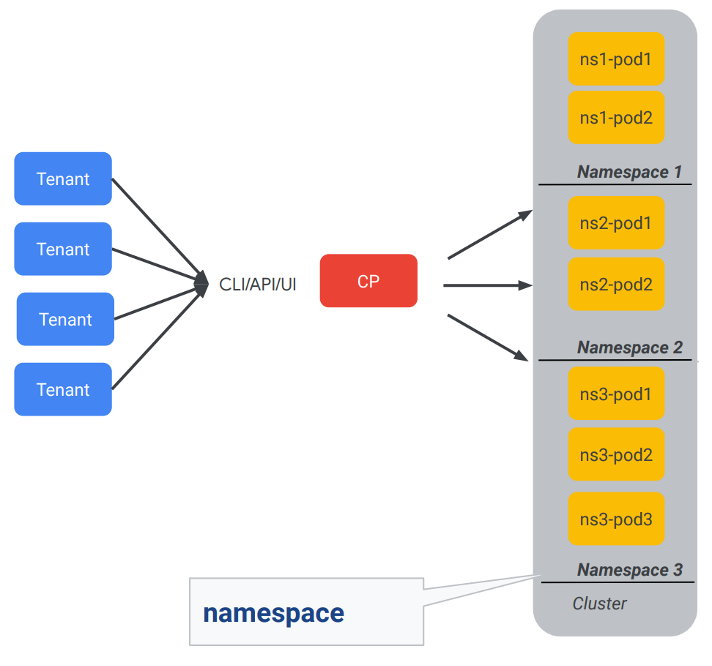 Tenant
Tenant
Tenant
Tenant
CLI/API/UI
CP
ns1-pod1
ns1-pod2
Namespace 1
ns2-pod1
ns2-pod2
Namespace 2
ns3-pod1
ns3-pod2
ns3-pod3
Namespace 3
Cluster
namespace